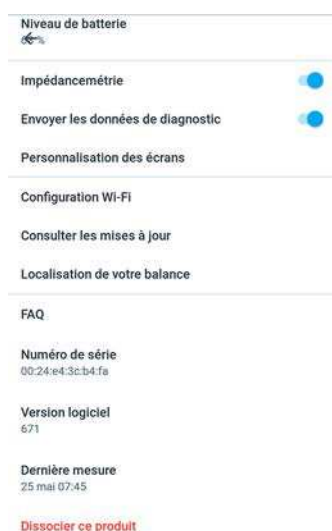 Niveau de batterie
Impédancemétrie
Envoyer les données de diagnostic
Personnalisation des écrans
Configuration Wi-Fi
Consulter les mises à jour
Localisation de votre balance
FAQ
Numéro de série
00:24:e4:3c:b4:fa
Version logiciel
671
Dernière mesure
25 mai 07:45
Dissocier ce produit